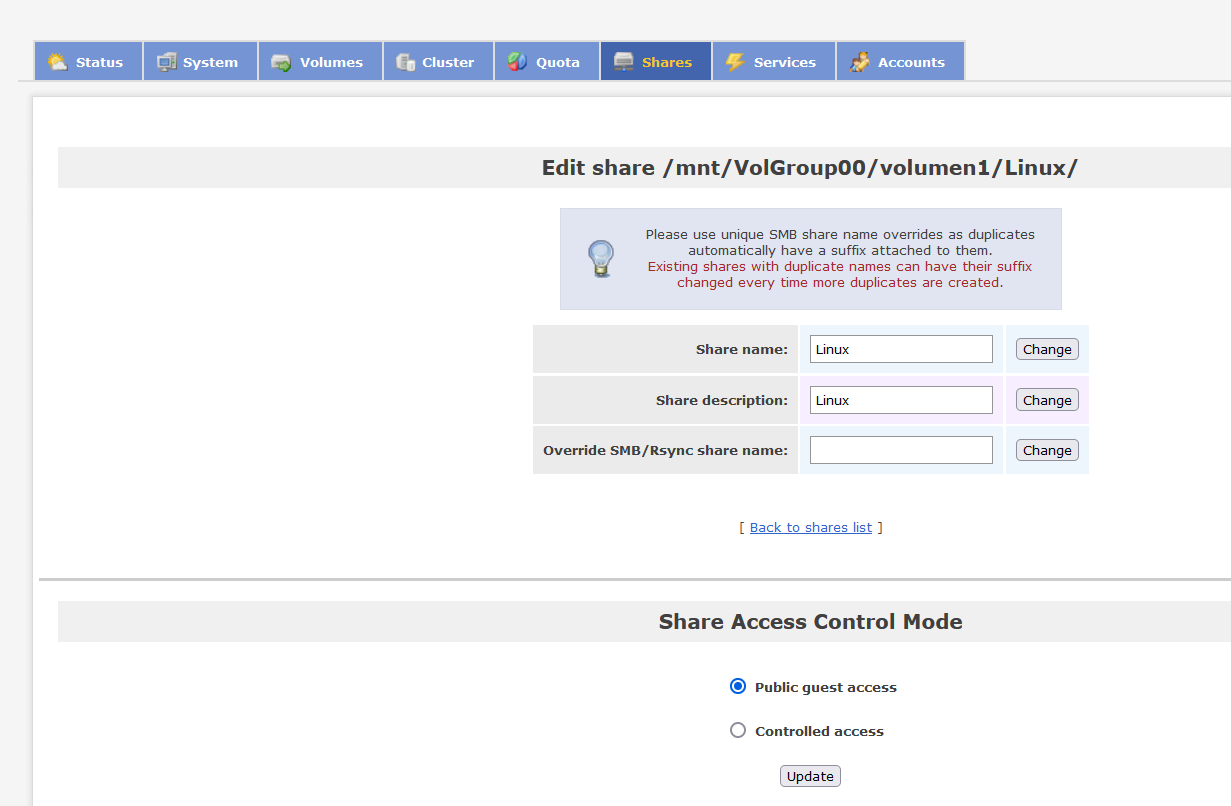 Status System Volumes Cluster Quota Shares Services Accounts
Edit share /mnt/VolGroup00/volumen1/Linux/
Please use unique SMB share name overrides as duplicates
automatically have a suffix attached to them.
Existing shares with duplicate names can have their suffix
changed every time more duplicates are created.
Share name: Linux Change
Share description: Linux Change
Override SMB/Rsync share name: Change
[ Back to shares list ]
Share Access Control Mode
Public guest access
Controlled access
Update